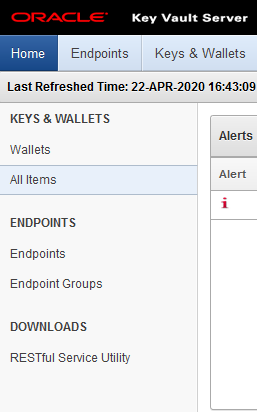 ORACLE Key Vault Server
Home Endpoints Keys & Wallets
Last Refreshed Time: 22-APR-2020 16:43:09
KEYS & WALLETS
Wallets
All Items
ENDPOINTS
Endpoints
Endpoint Groups
DOWNLOADS
RESTful Service Utility
Alerts
Alert